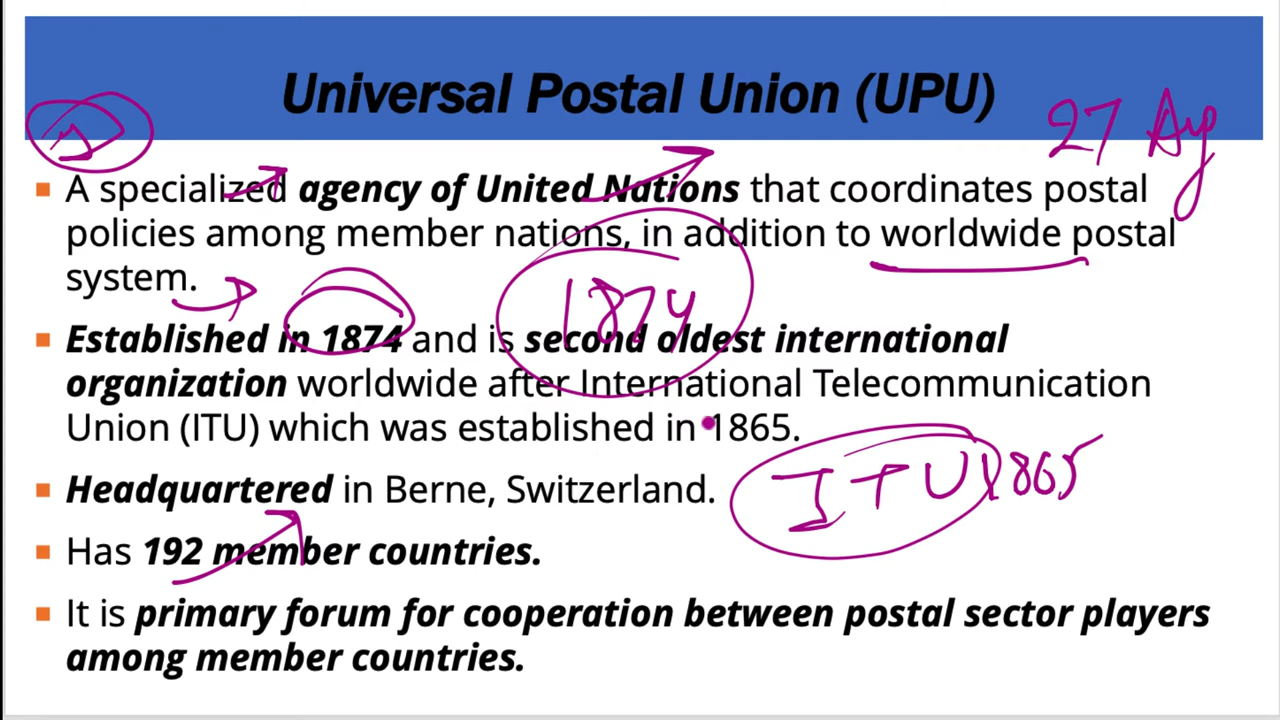 Universal Postal Union (UPU)
27 Aug
▪ A specialized agency of United Nations that coordinates postal
policies among member nations, in addition to worldwide postal
system.
1874
▪ Established in 1874 and is second oldest international
organization worldwide after International Telecommunication
Union (ITU) which was established in 1865.
ITU 1865
▪ Headquartered in Berne, Switzerland.
▪ Has 192 member countries.
▪ It is primary forum for cooperation between postal sector players
among member countries.